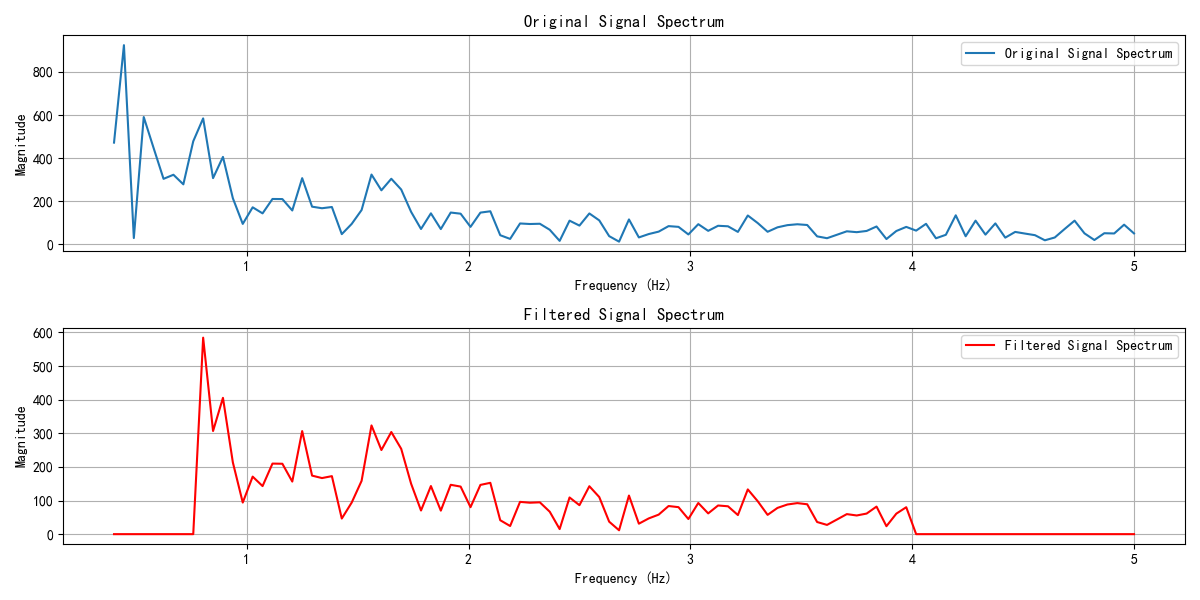 Original Signal Spectrum
Original Signal Spectrum
800
600
400
200
0
Magnitude
1 2 3 4 5
Frequency (Hz)
Filtered Signal Spectrum
Filtered Signal Spectrum
600
500
400
300
200
100
0
Magnitude
1 2 3 4 5
Frequency (Hz)